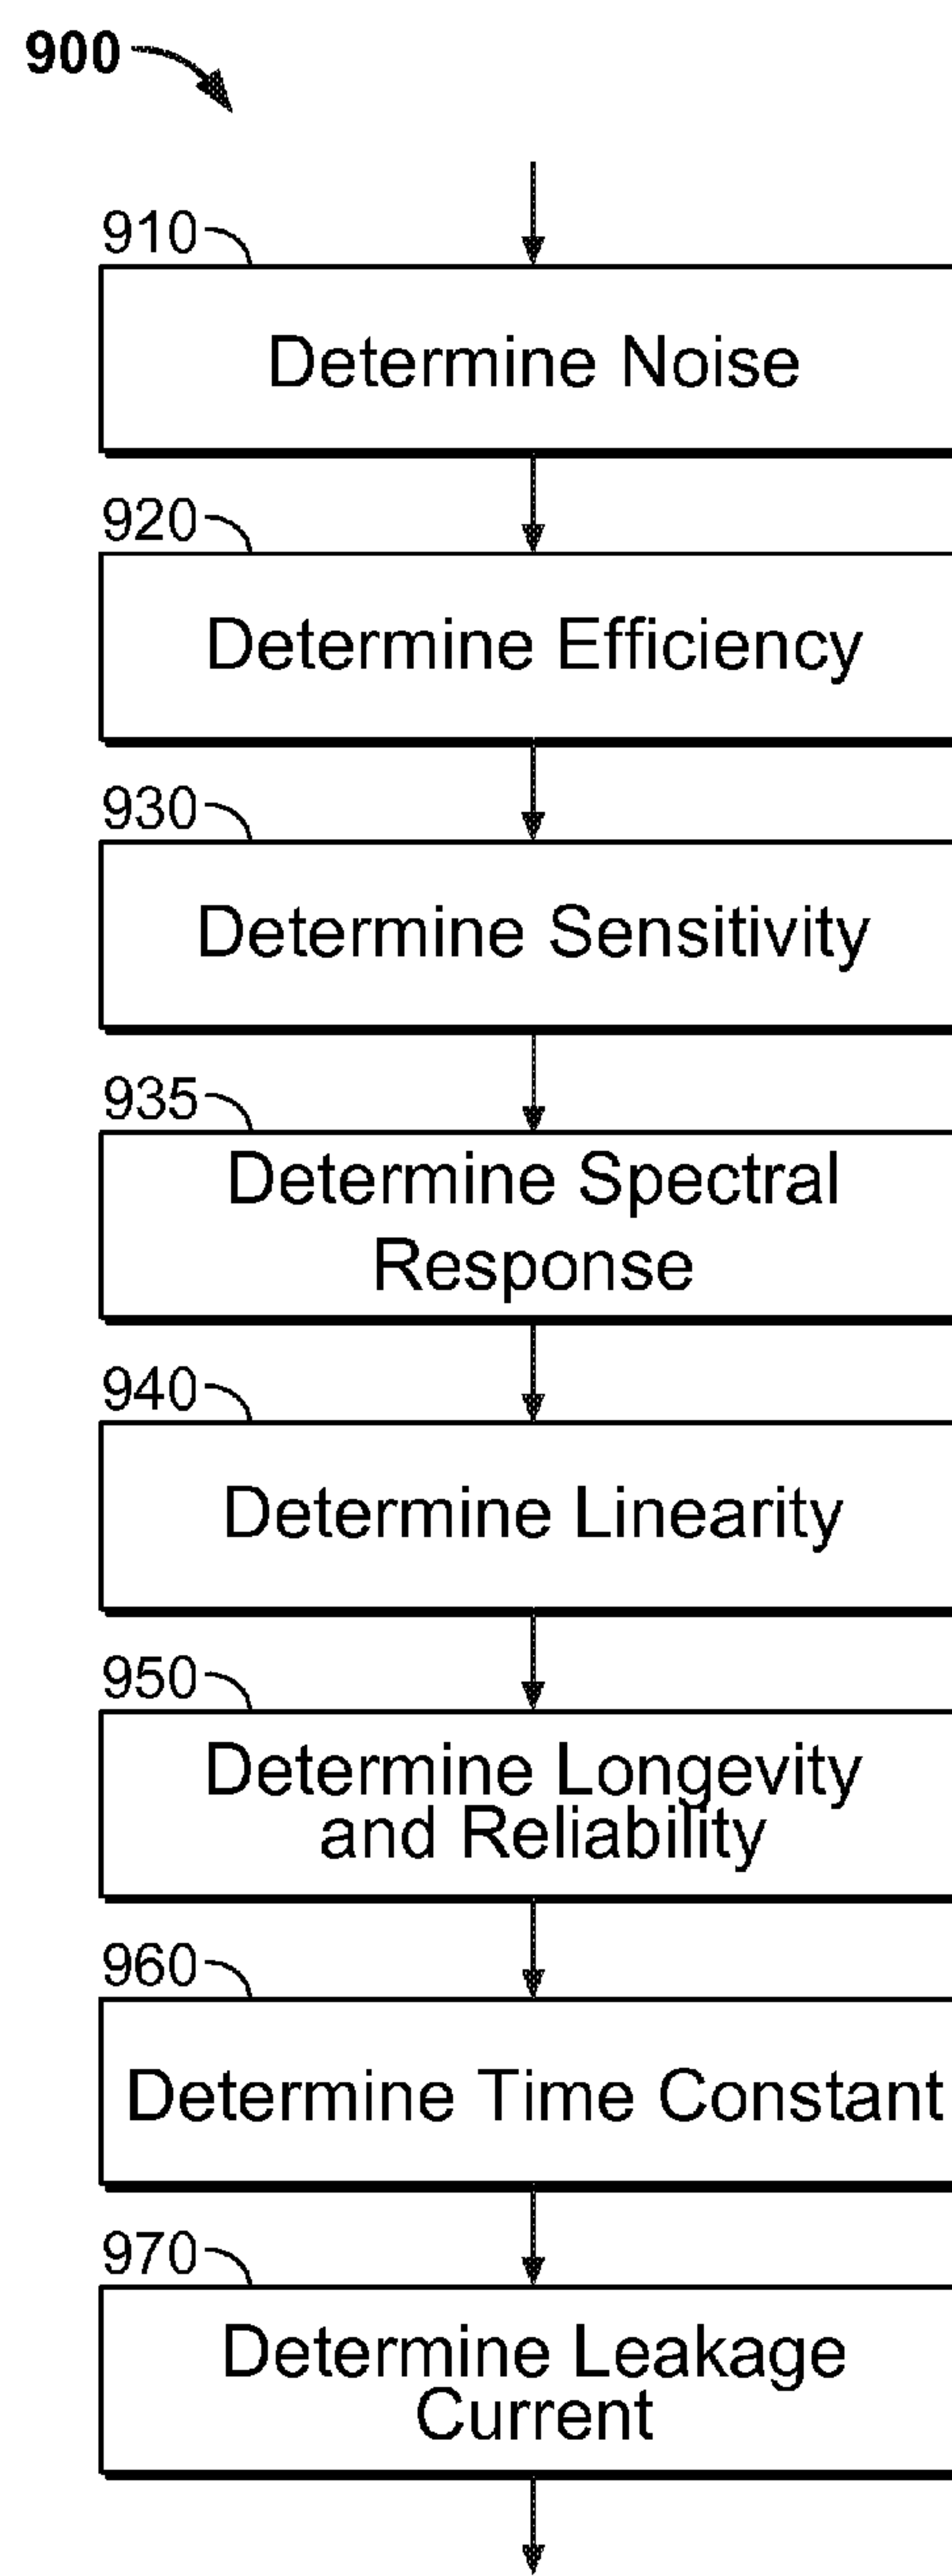 900
910
Determine Noise
920
Determine Efficiency
930
Determine Sensitivity
935
Determine Spectral
Response
940
Determine Linearity
950
Determine Longevity
and Reliability
960
Determine Time Constant
970
Determine Leakage
Current